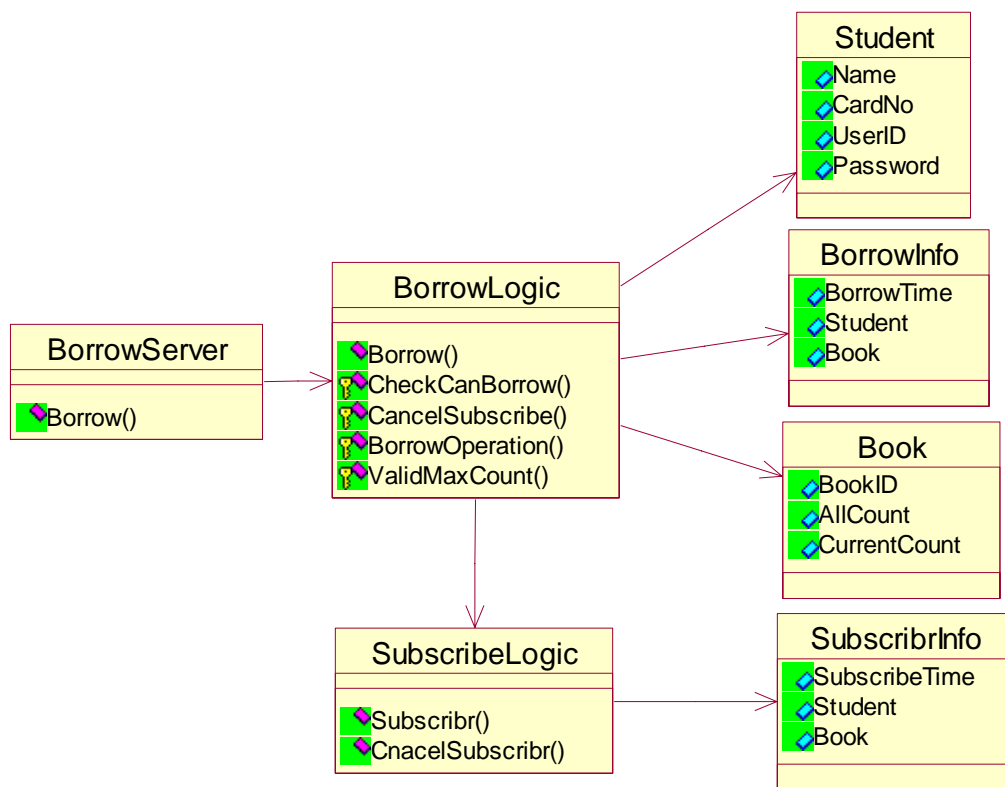 Student
Name
CardNo
UserID
Password
BorrowInfo
BorrowTime
Student
Book
BorrowLogic
Borrow()
CheckCanBorrow()
CancelSubscribe()
BorrowOperation()
ValidMaxCount()
BorrowServer
Borrow()
Book
BookID
AllCount
CurrentCount
SubscribeLogic
Subscribr()
CnacelSubscribr()
SubscribrInfo
SubscribeTime
Student
Book